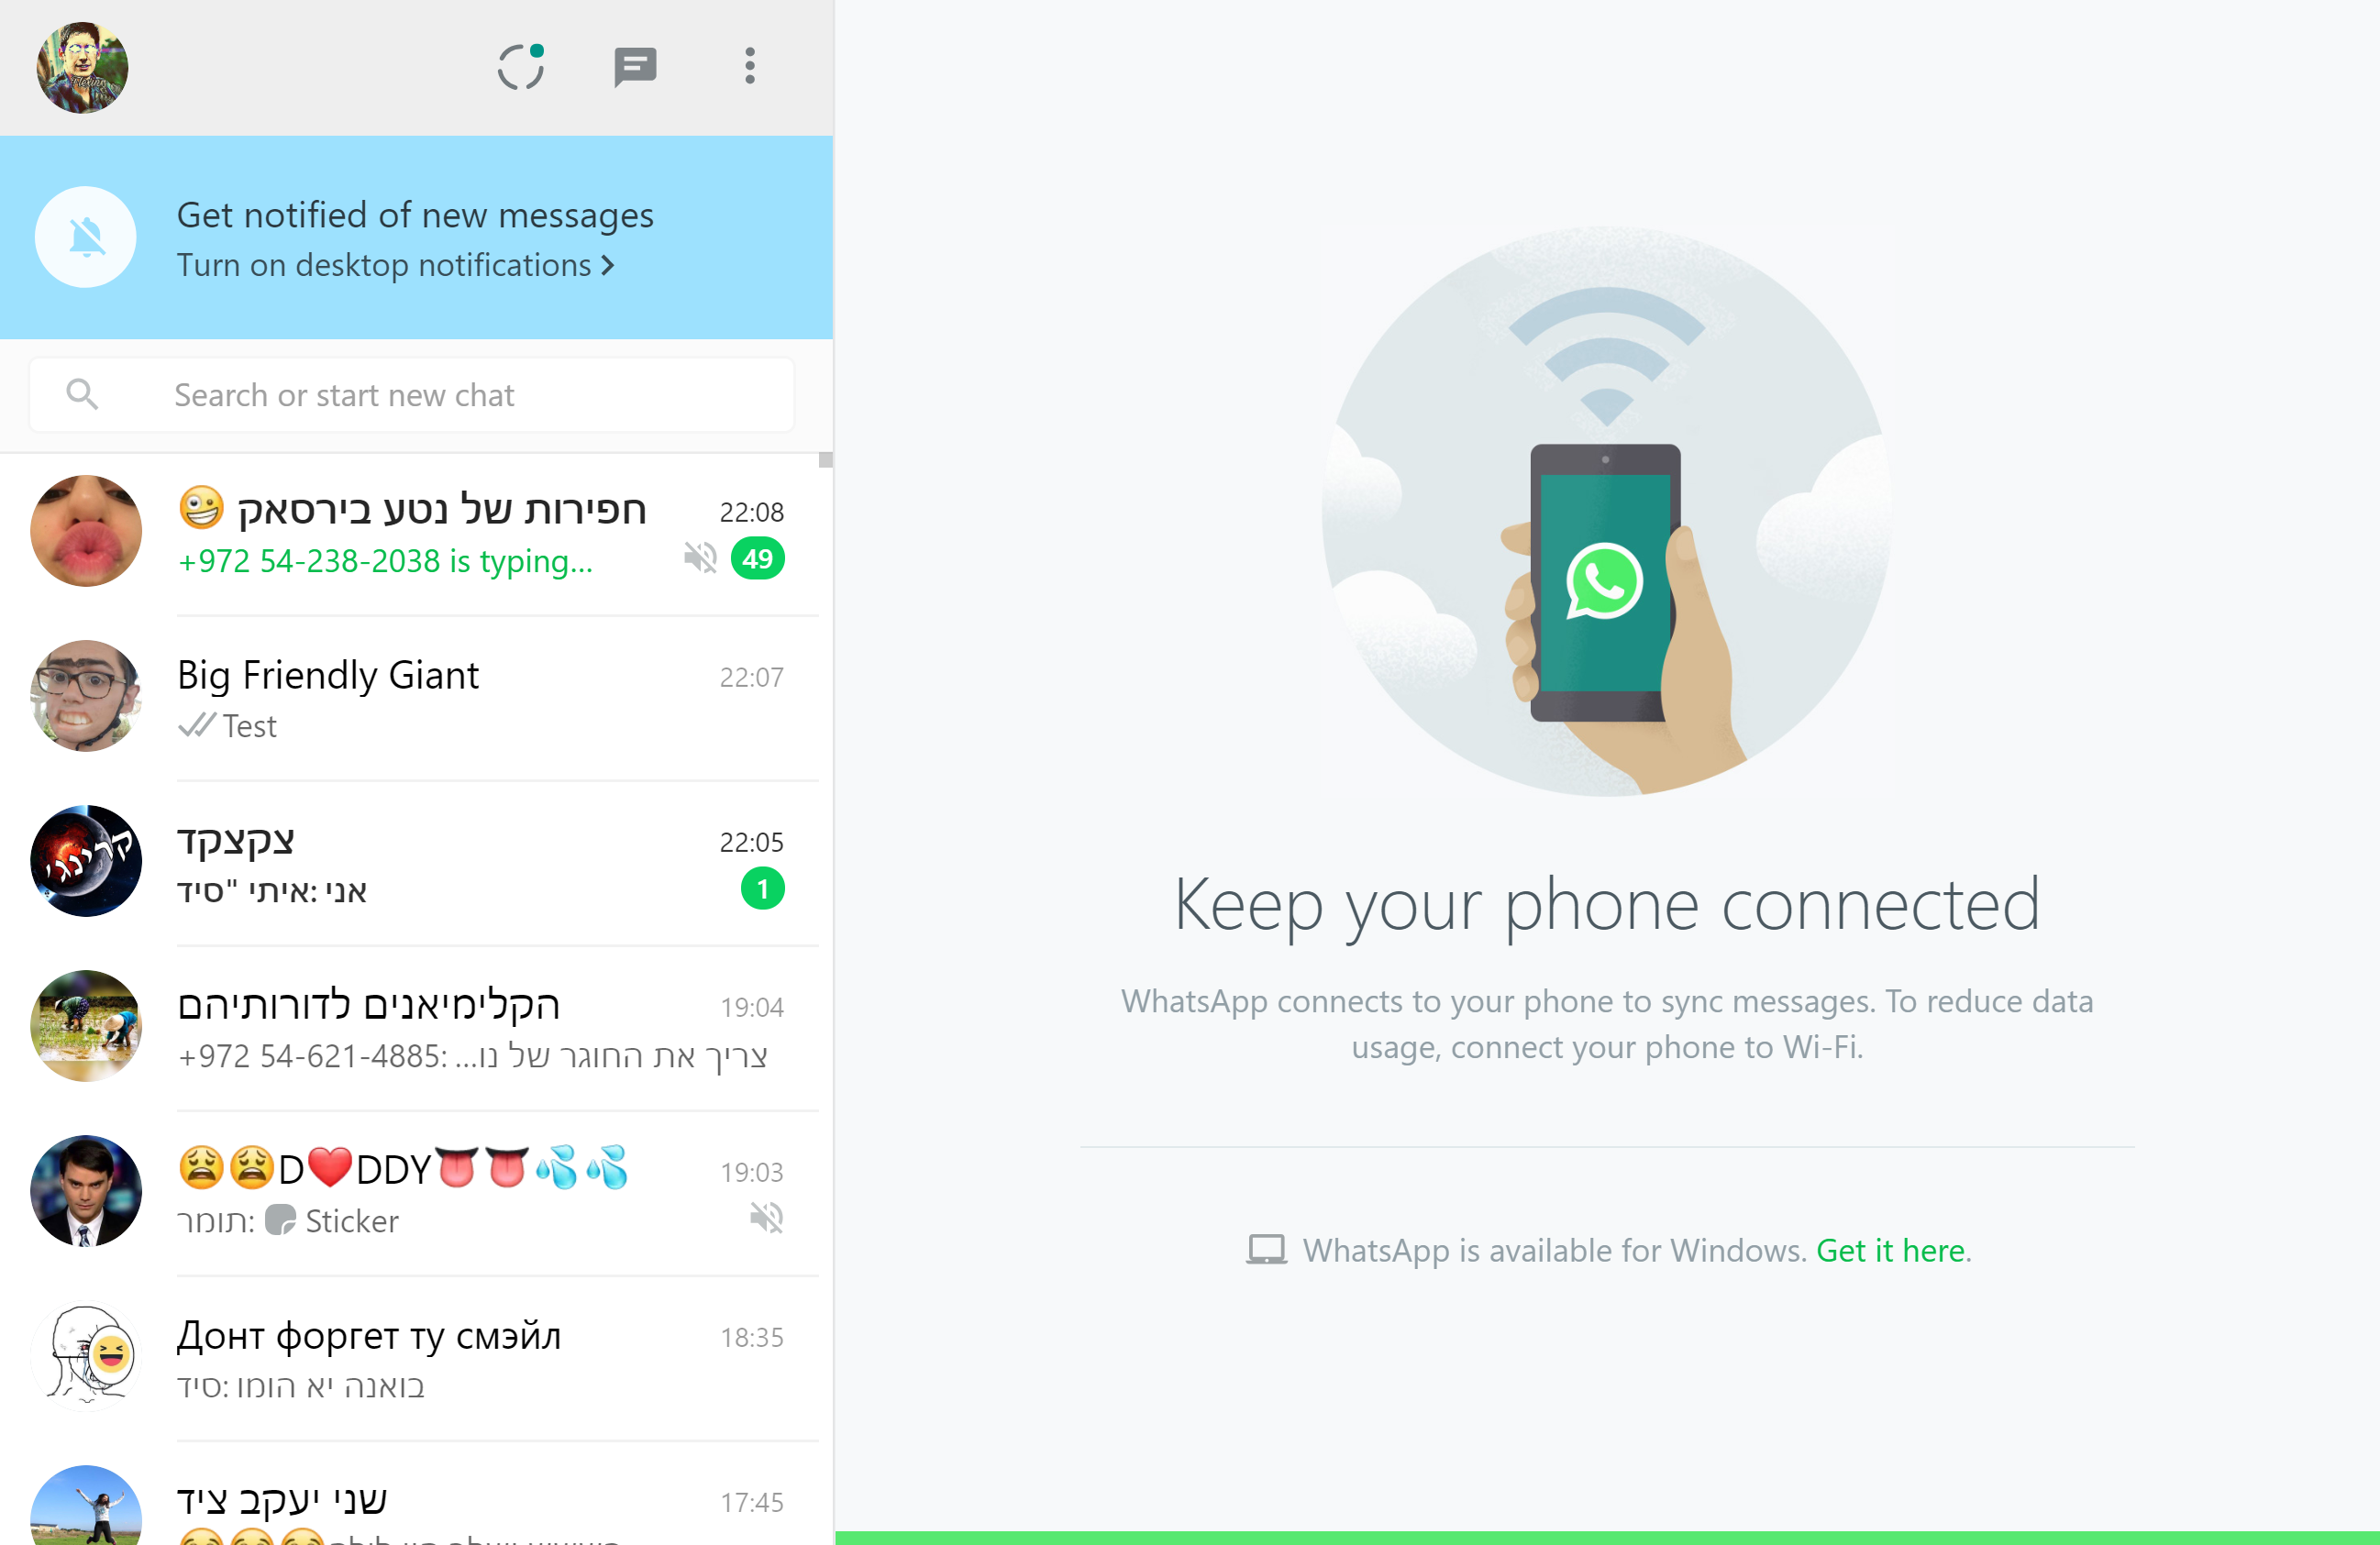 Get notified of new messages
Turn on desktop notifications
Search or start new chat
חפירות של נטע בירסאק 🤪
22:08
+972 54-238-2038 is typing...
49
Big Friendly Giant
22:07
Test
צקצקד
22:05
אני :איתי "סיד
1
קרינג'י
הקלימיאנים לדורותיהם
19:04
+972 54-621-4885: צריך את החוגר של נו...
😩😩D❤️DDY👅👅💦💦
19:03
תומר: Sticker
Донт форгет ту смэйл
18:35
סיד: בואנה יא הומו
שני יעקב ציד
17:45
Keep your phone connected
WhatsApp connects to your phone to sync messages. To reduce data
usage, connect your phone to Wi-Fi.
WhatsApp is available for Windows. Get it here.